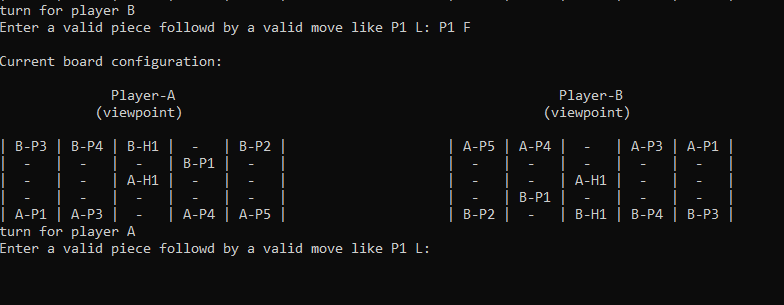 turn for player B
Enter a valid piece followd by a valid move like P1 L: P1 F
Current board configuration:
Player-A Player-B
(viewpoint) (viewpoint)
| B-P3 | B-P4 | B-H1 | - | B-P2 | | A-P5 | A-P4 | - | A-P3 | A-P1 |
| - | - | - | B-P1 | - | | - | - | - | - | - |
| - | - | A-H1 | - | - | | - | - | A-H1 | - | - |
| - | - | - | - | - | | - | B-P1 | - | - | - |
| A-P1 | A-P3 | - | A-P4 | A-P5 | | B-P2 | - | B-H1 | B-P4 | B-P3 |
turn for player A
Enter a valid piece followd by a valid move like P1 L: